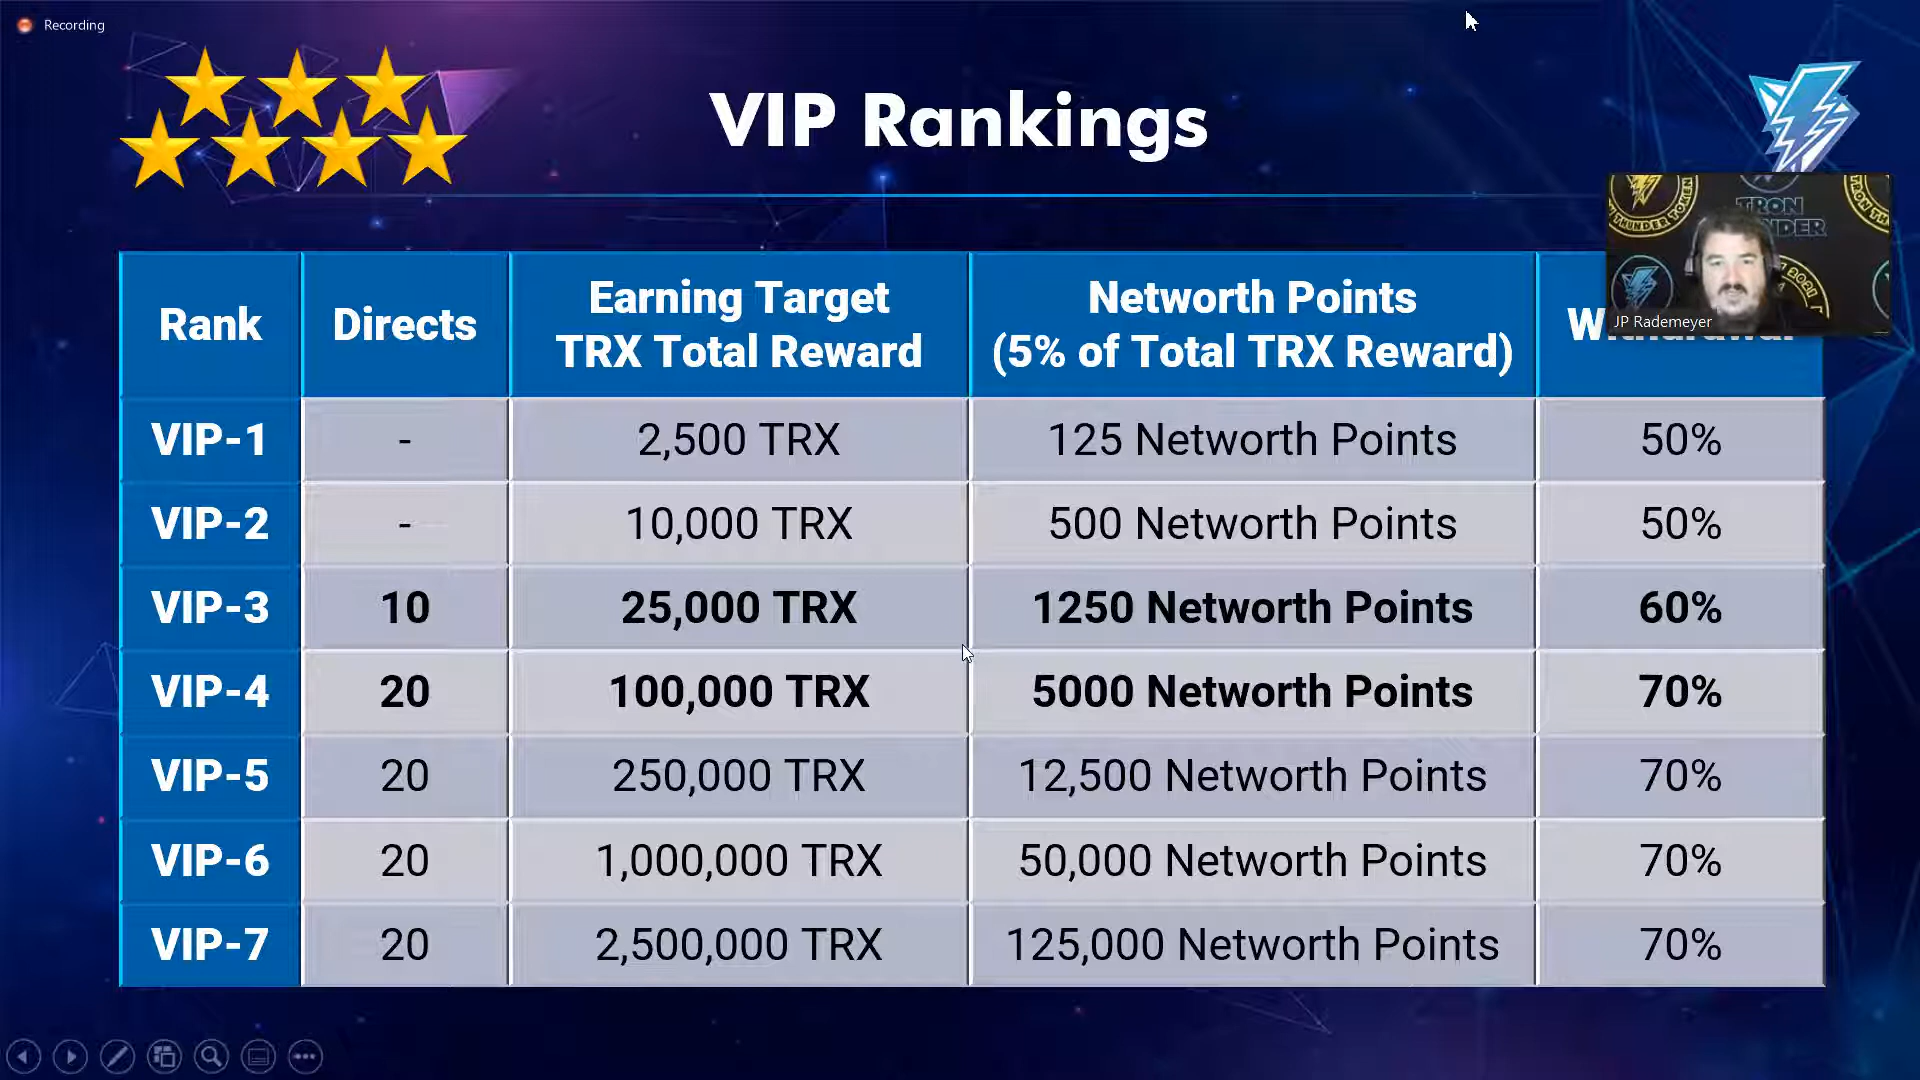 Recording
VIP Rankings
TRON
THUNDER TOKEN
JP Rademeyer
Rank Directs Earning Target TRX Total Reward Networth Points (5% of Total TRX Reward) Withdrawal
VIP-1 - 2,500 TRX 125 Networth Points 50%
VIP-2 - 10,000 TRX 500 Networth Points 50%
VIP-3 10 25,000 TRX 1250 Networth Points 60%
VIP-4 20 100,000 TRX 5000 Networth Points 70%
VIP-5 20 250,000 TRX 12,500 Networth Points 70%
VIP-6 20 1,000,000 TRX 50,000 Networth Points 70%
VIP-7 20 2,500,000 TRX 125,000 Networth Points 70%